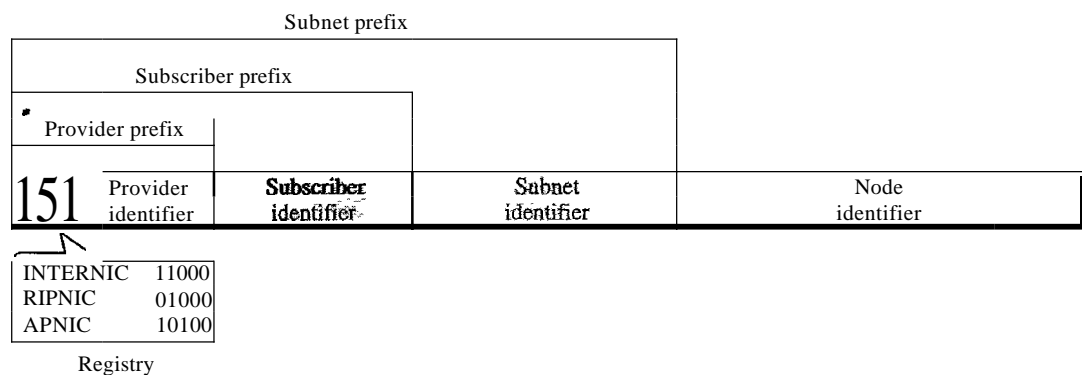 Subnet prefix
Subscriber prefix
Provider prefix
151
Provider
identifier
Subscriber
identifier
Subnet
identifier
Node
identifier
INTERNIC 11000
RIPNIC 01000
APNIC 10100
Registry